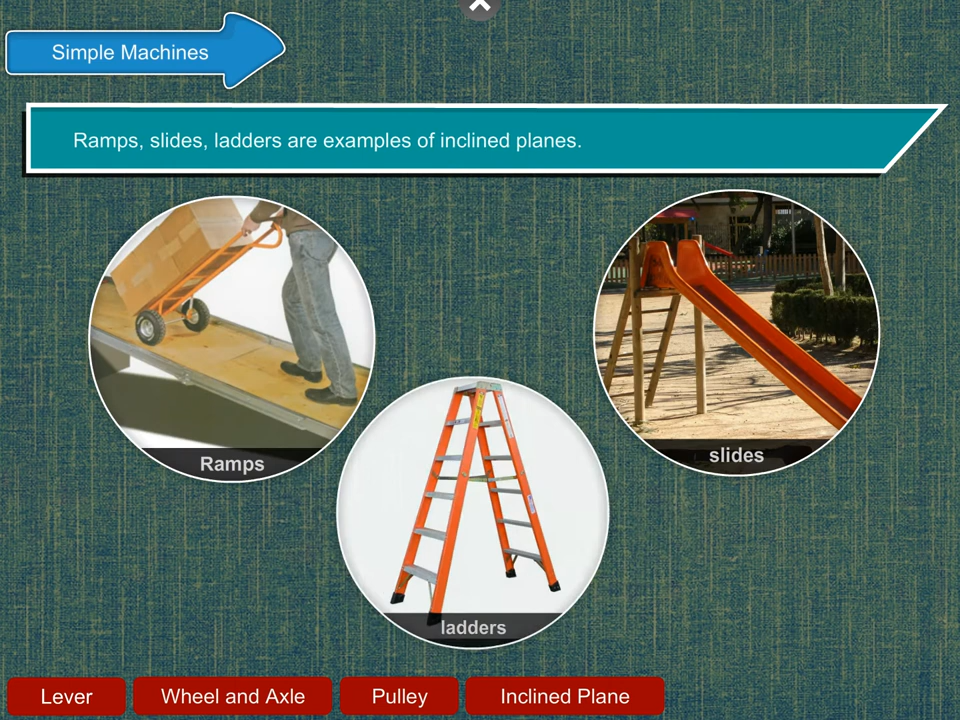 Simple Machines
Ramps, slides, ladders are examples of inclined planes.
Ramps
slides
ladders
Lever
Wheel and Axle
Pulley
Inclined Plane